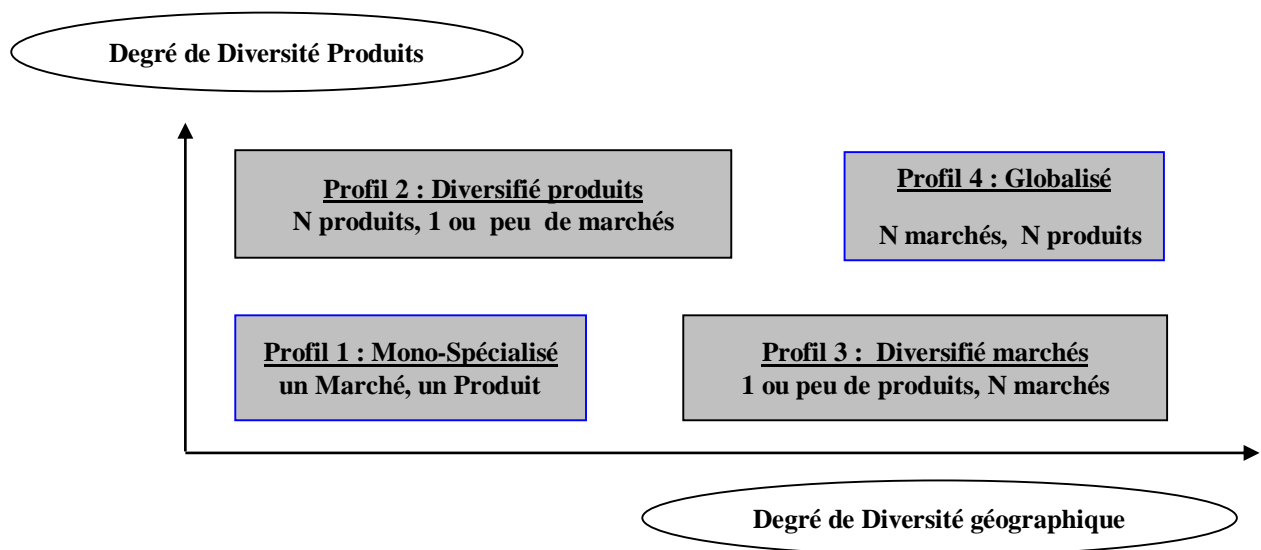 Degré de Diversité Produits
Profil 2 : Diversifié produits
N produits, 1 ou peu de marchés
Profil 4 : Globalisé
N marchés, N produits
Profil 1 : Mono-Spécialisé
un Marché, un Produit
Profil 3 : Diversifié marchés
1 ou peu de produits, N marchés
Degré de Diversité géographique